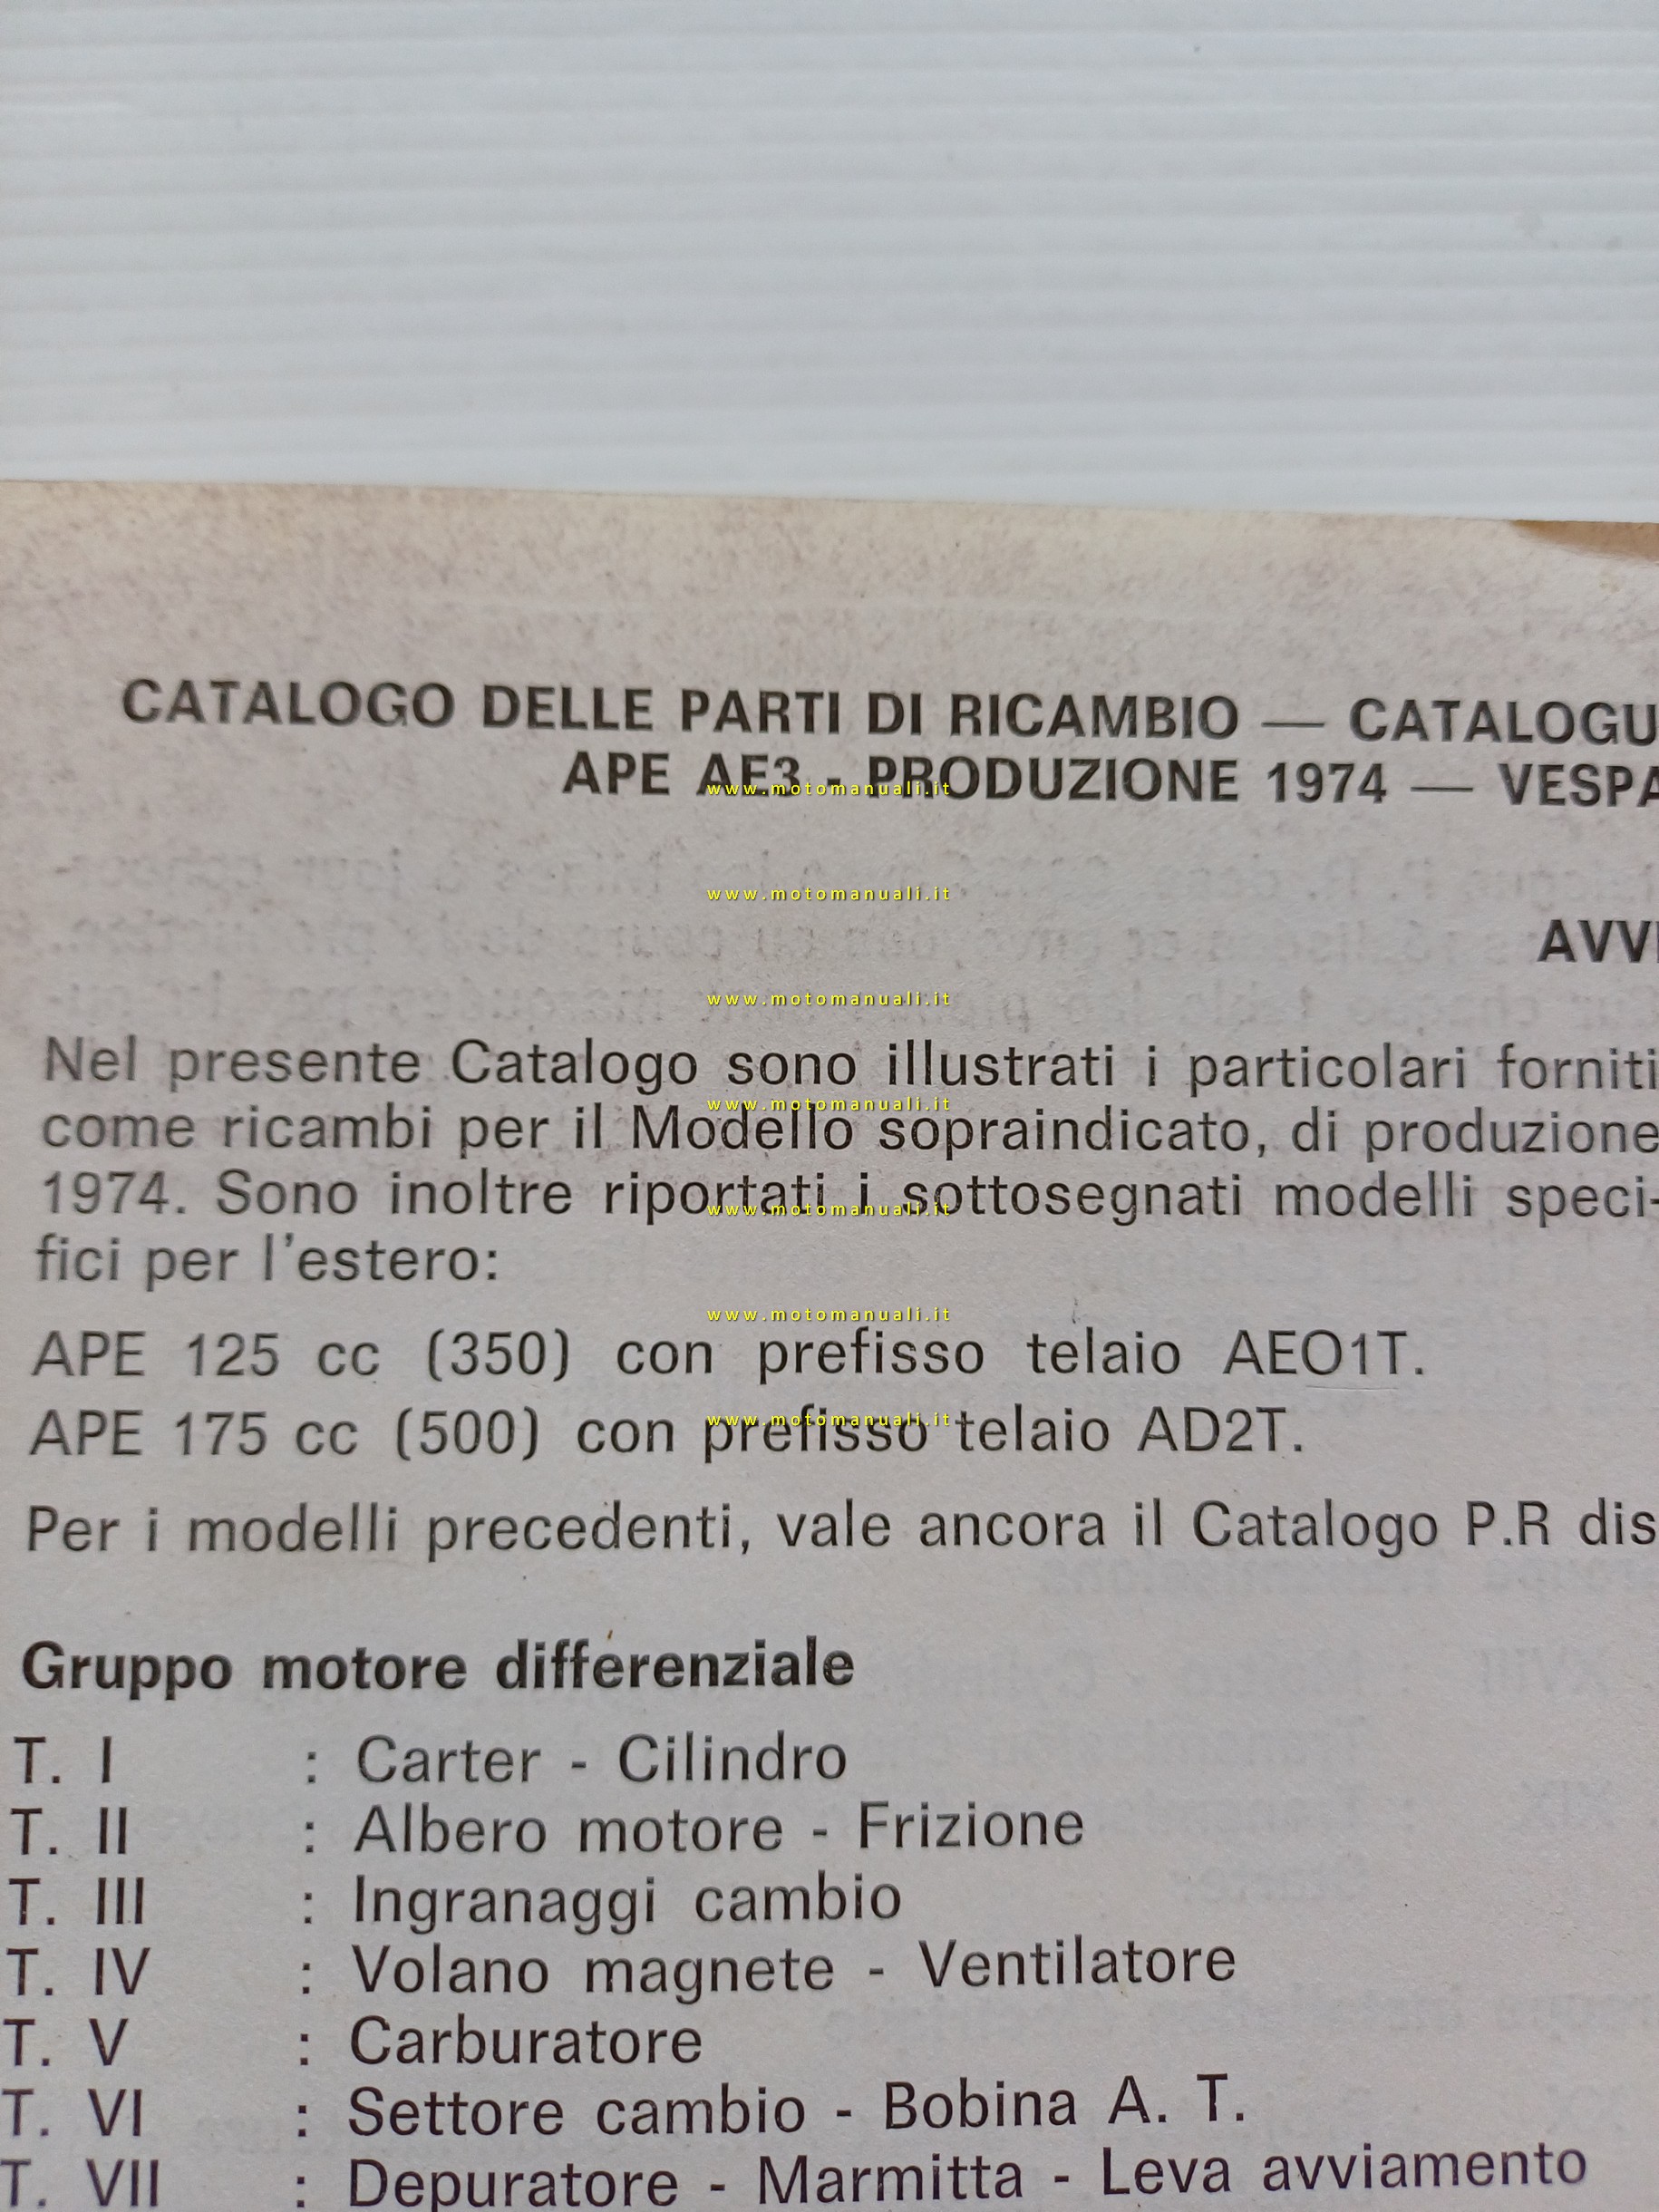 CATALOGO DELLE PARTI DI RICAMBIO — CATALOGU
APE AE3 - PRODUZIONE 1974 — VESPA
www.motomanuali.it
www.motomanuali.it
AVVE
www.motomanuali.it
Nel presente Catalogo sono illustrati i particolari forniti
www.motomanuali.it
come ricambi per il Modello sopraindicato, di produzione
1974. Sono inoltre riportati i sottosegnati modelli speci-
www.motomanuali.it
fici per l'estero:
www.motomanuali.it
APE 125 cc (350) con prefisso telaio AEO1T.
www.motomanuali.it
APE 175 cc (500) con prefisso telaio AD2T.
Per i modelli precedenti, vale ancora il Catalogo P.R dis
Gruppo motore differenziale
T. I : Carter - Cilindro
T. II : Albero motore - Frizione
T. III : Ingranaggi cambio
T. IV : Volano magnete - Ventilatore
T. V : Carburatore
T. VI : Settore cambio - Bobina A. T.
T. VII : Depuratore - Marmitta - Leva avviamento